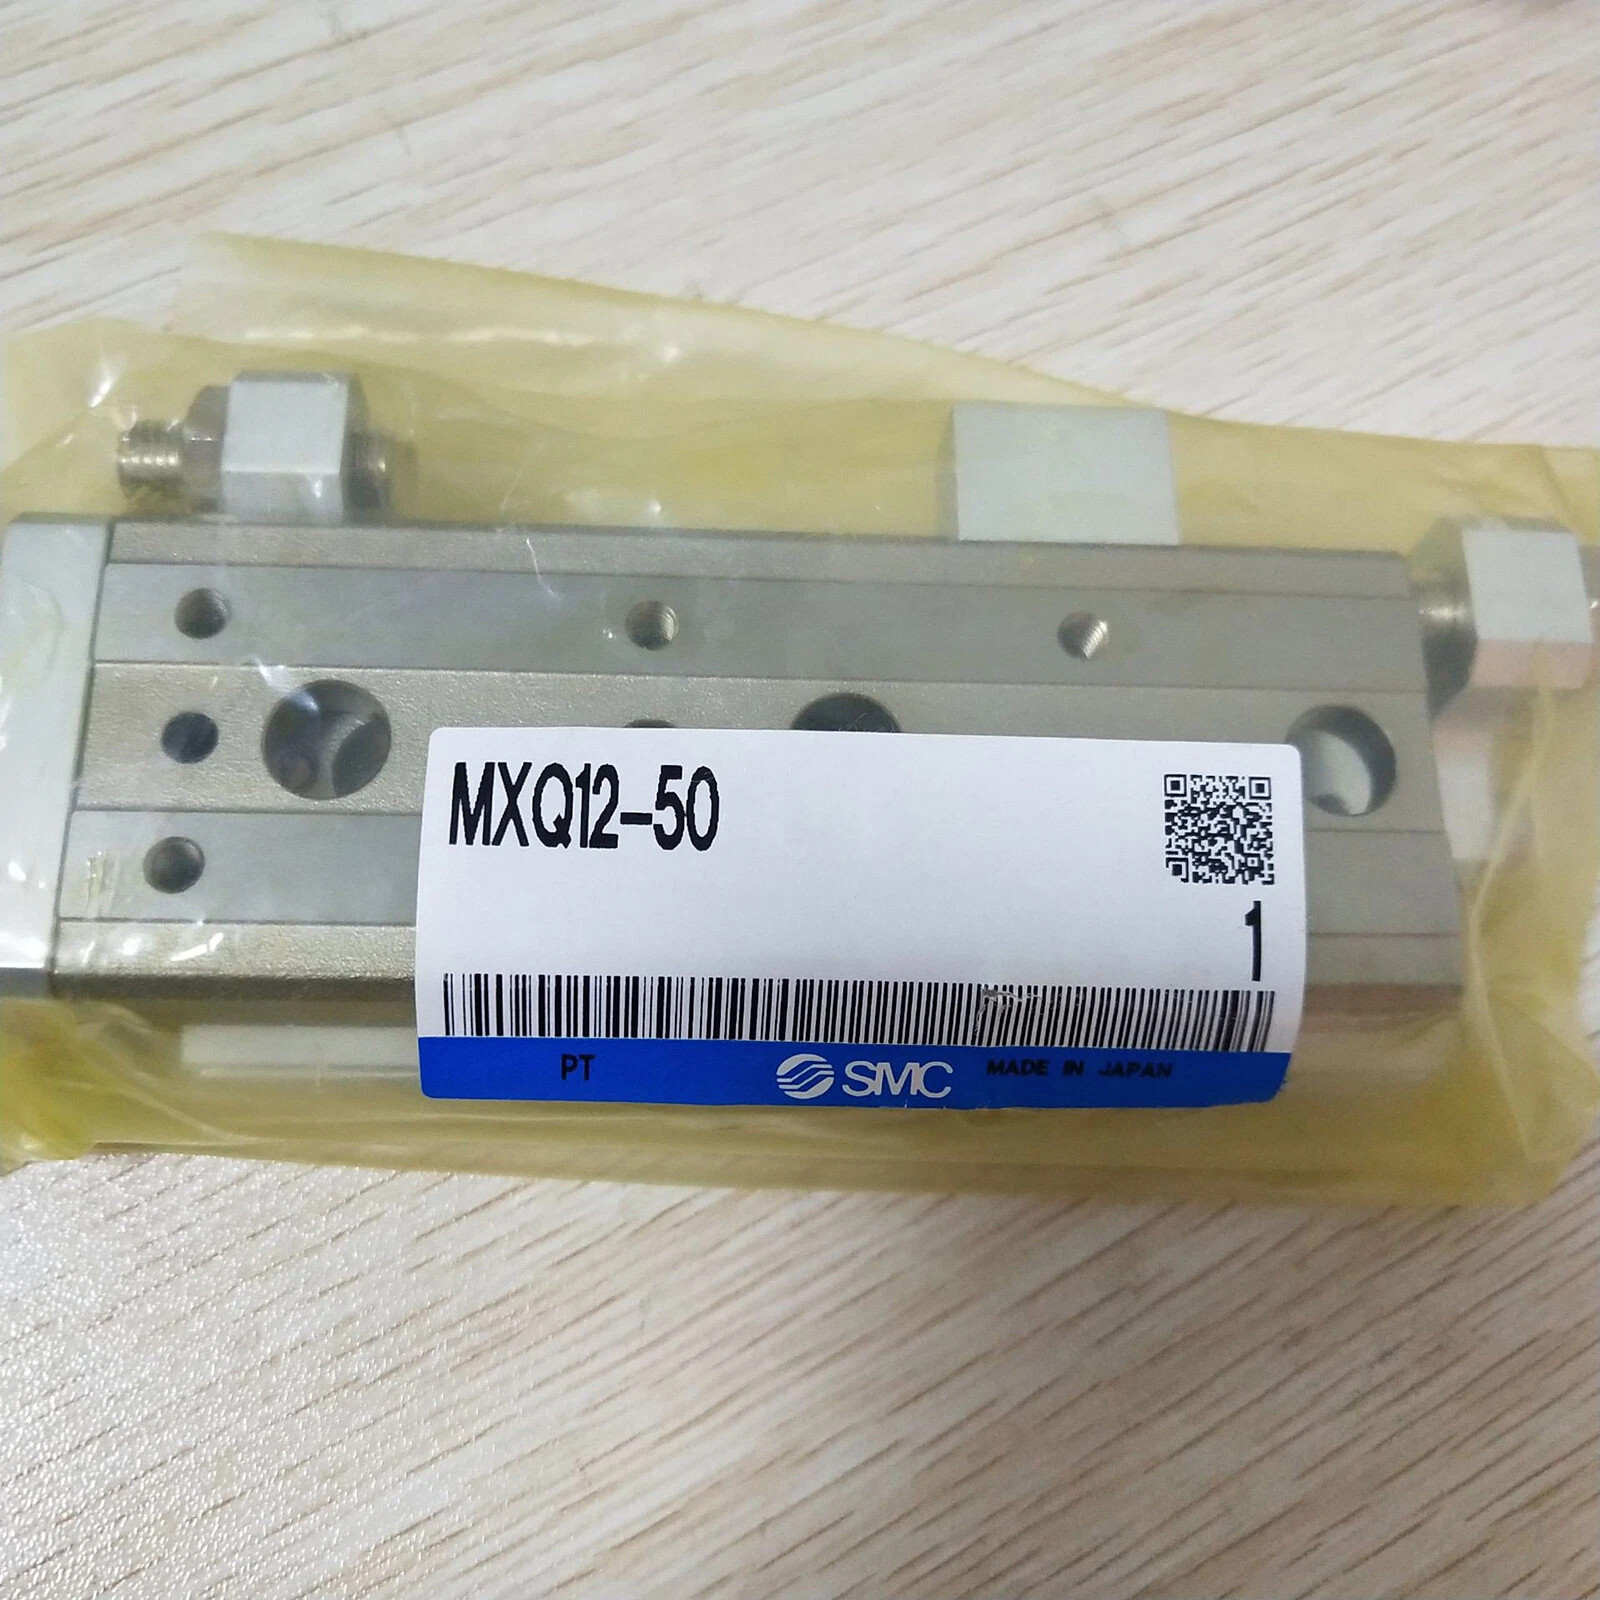 MXQ12-50
1
PT SMC MADE IN JAPAN